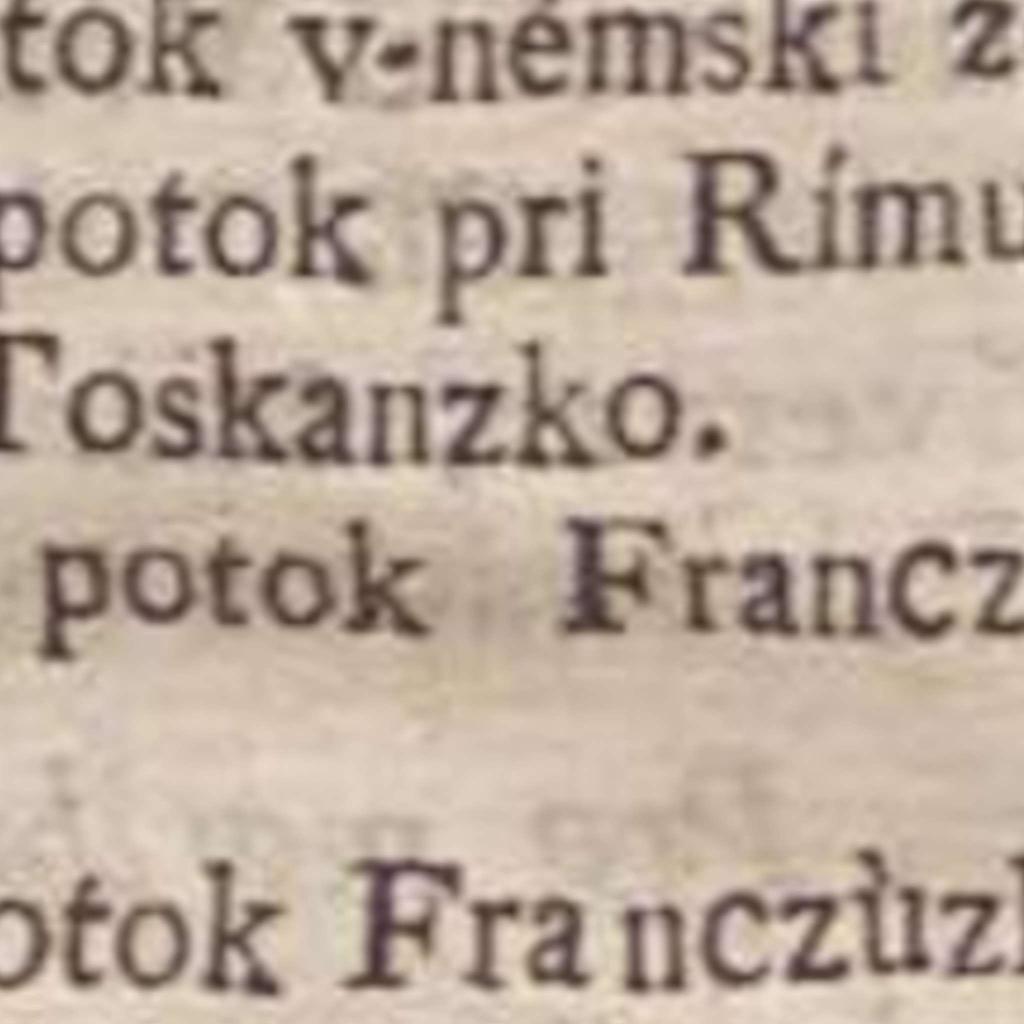 tok v-némski z
potok pri Rímu
Toskanzko.
potok Francz
otok Franczùzk